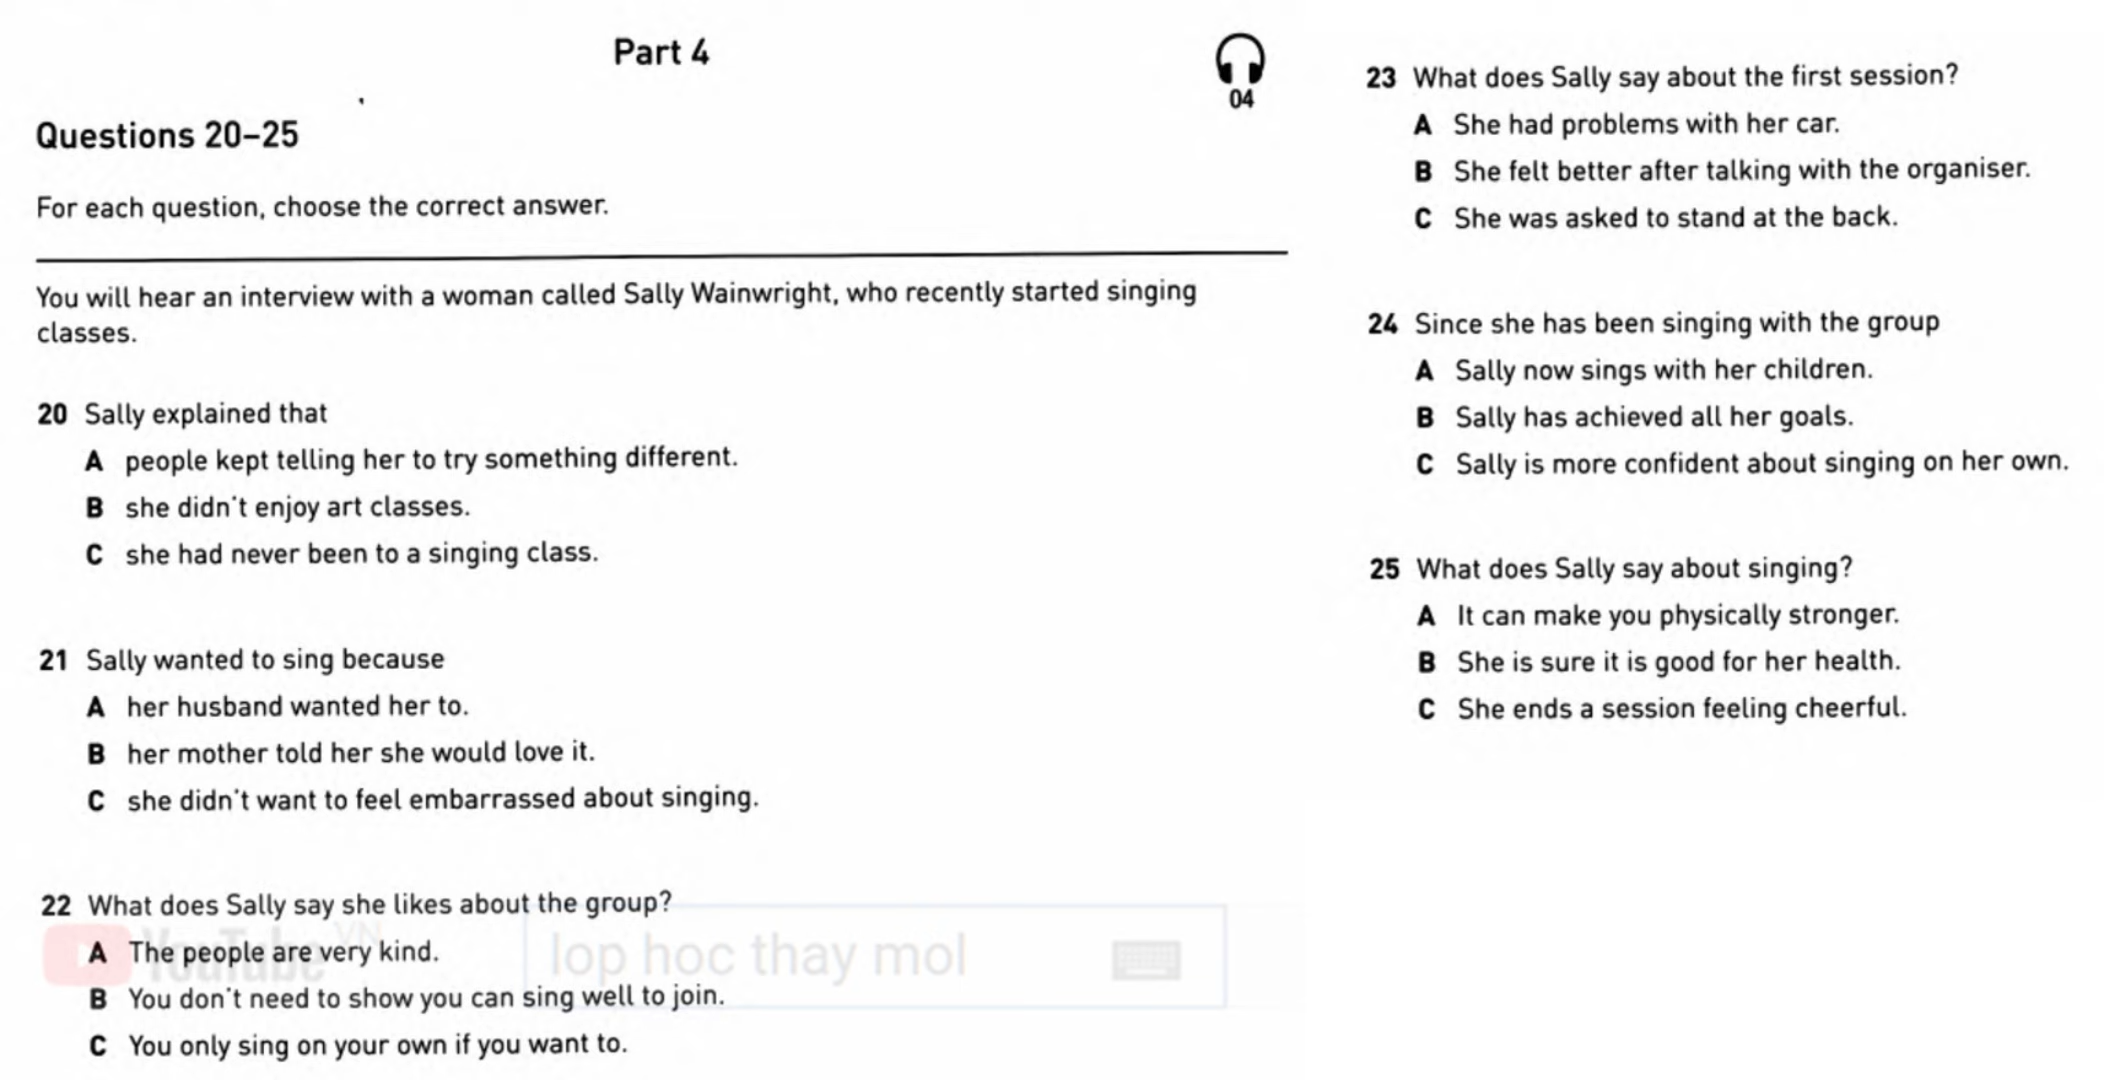 Part 4
04
Questions 20–25
For each question, choose the correct answer.
You will hear an interview with a woman called Sally Wainwright, who recently started singing
classes.
20 Sally explained that
A people kept telling her to try something different.
B she didn't enjoy art classes.
C she had never been to a singing class.
21 Sally wanted to sing because
A her husband wanted her to.
B her mother told her she would love it.
C she didn't want to feel embarrassed about singing.
22 What does Sally say she likes about the group?
A The people are very kind.
B You don't need to show you can sing well to join.
C You only sing on your own if you want to.
YouTube VN
lop hoc thay mol
23 What does Sally say about the first session?
A She had problems with her car.
B She felt better after talking with the organiser.
C She was asked to stand at the back.
24 Since she has been singing with the group
A Sally now sings with her children.
B Sally has achieved all her goals.
C Sally is more confident about singing on her own.
25 What does Sally say about singing?
A It can make you physically stronger.
B She is sure it is good for her health.
C She ends a session feeling cheerful.